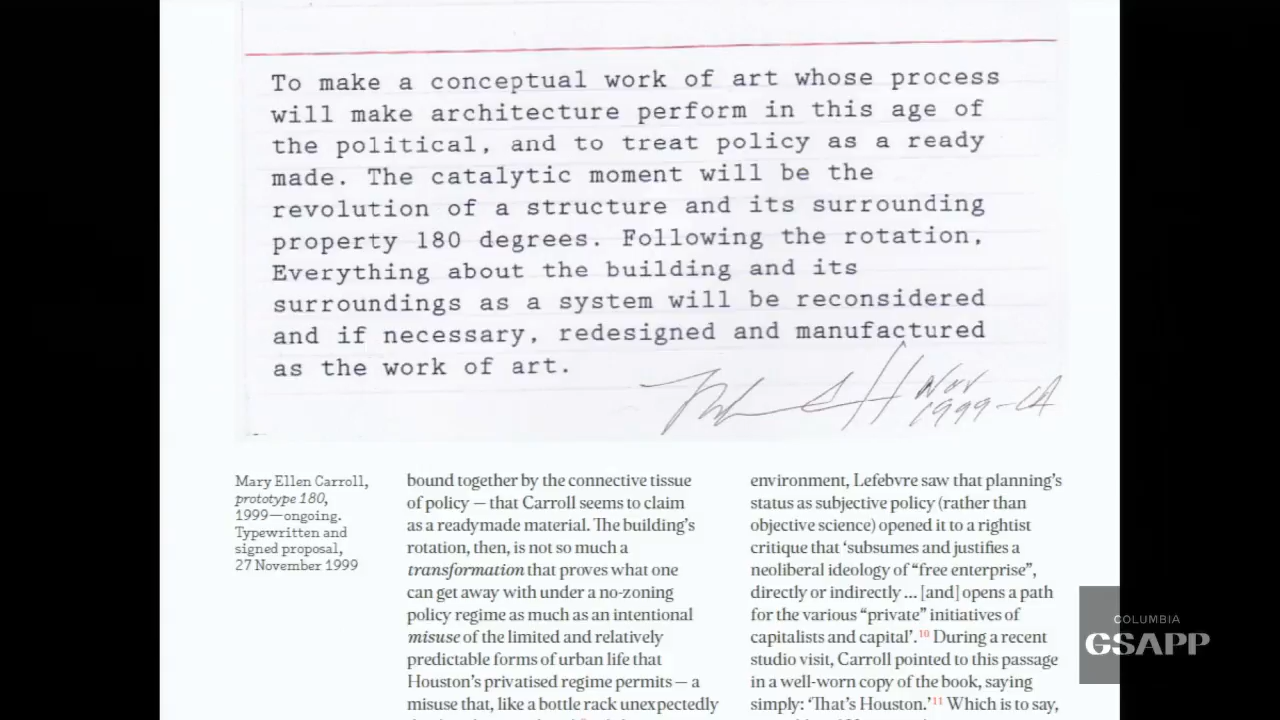 To make a conceptual work of art whose process
will make architecture perform in this age of
the political, and to treat policy as a ready
made. The catalytic moment will be the
revolution of a structure and its surrounding
property 180 degrees. Following the rotation,
Everything about the building and its
surroundings as a system will be reconsidered
and if necessary, redesigned and manufactured
as the work of art.
Nov
1999-LA
Mary Ellen Carroll,
prototype 180,
1999—ongoing.
Typewritten and
signed proposal,
27 November 1999
bound together by the connective tissue
of policy — that Carroll seems to claim
as a readymade material. The building's
rotation, then, is not so much a
transformation that proves what one
can get away with under a no-zoning
policy regime as much as an intentional
misuse of the limited and relatively
predictable forms of urban life that
Houston's privatised regime permits — a
misuse that, like a bottle rack unexpectedly
environment, Lefebvre saw that planning's
status as subjective policy (rather than
objective science) opened it to a rightist
critique that 'subsumes and justifies a
neoliberal ideology of "free enterprise",
directly or indirectly ... [and] opens a path
for the various "private" initiatives of
capitalists and capital'.10 During a recent
studio visit, Carroll pointed to this passage
in a well-worn copy of the book, saying
simply: 'That's Houston.'11 Which is to say,
COLUMBIA
GSAPP